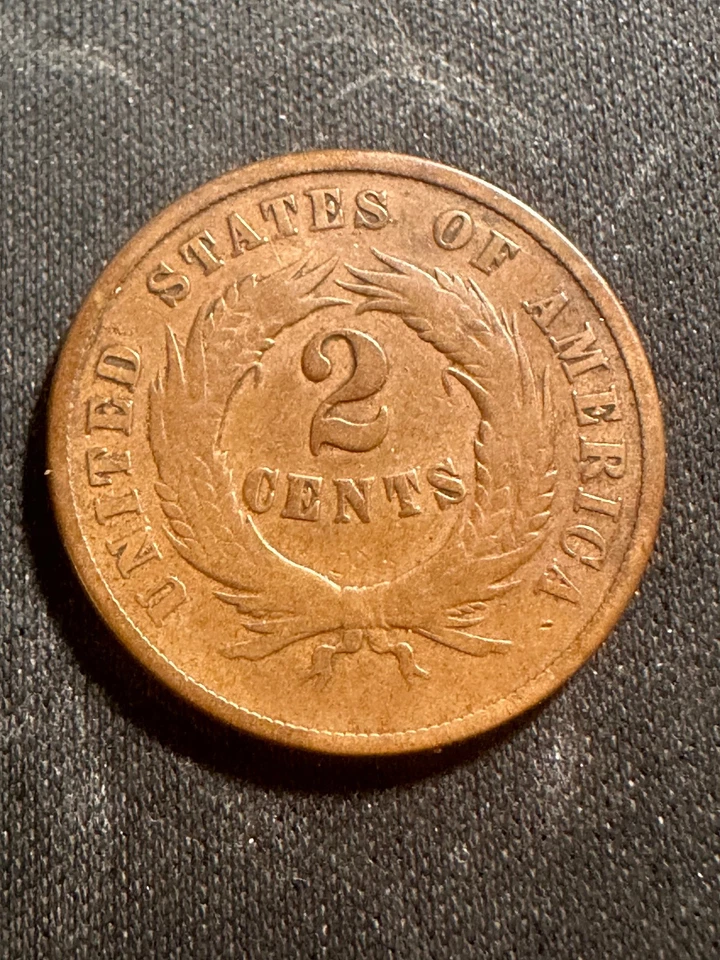 UNITED STATES OF AMERICA
2
CENTS